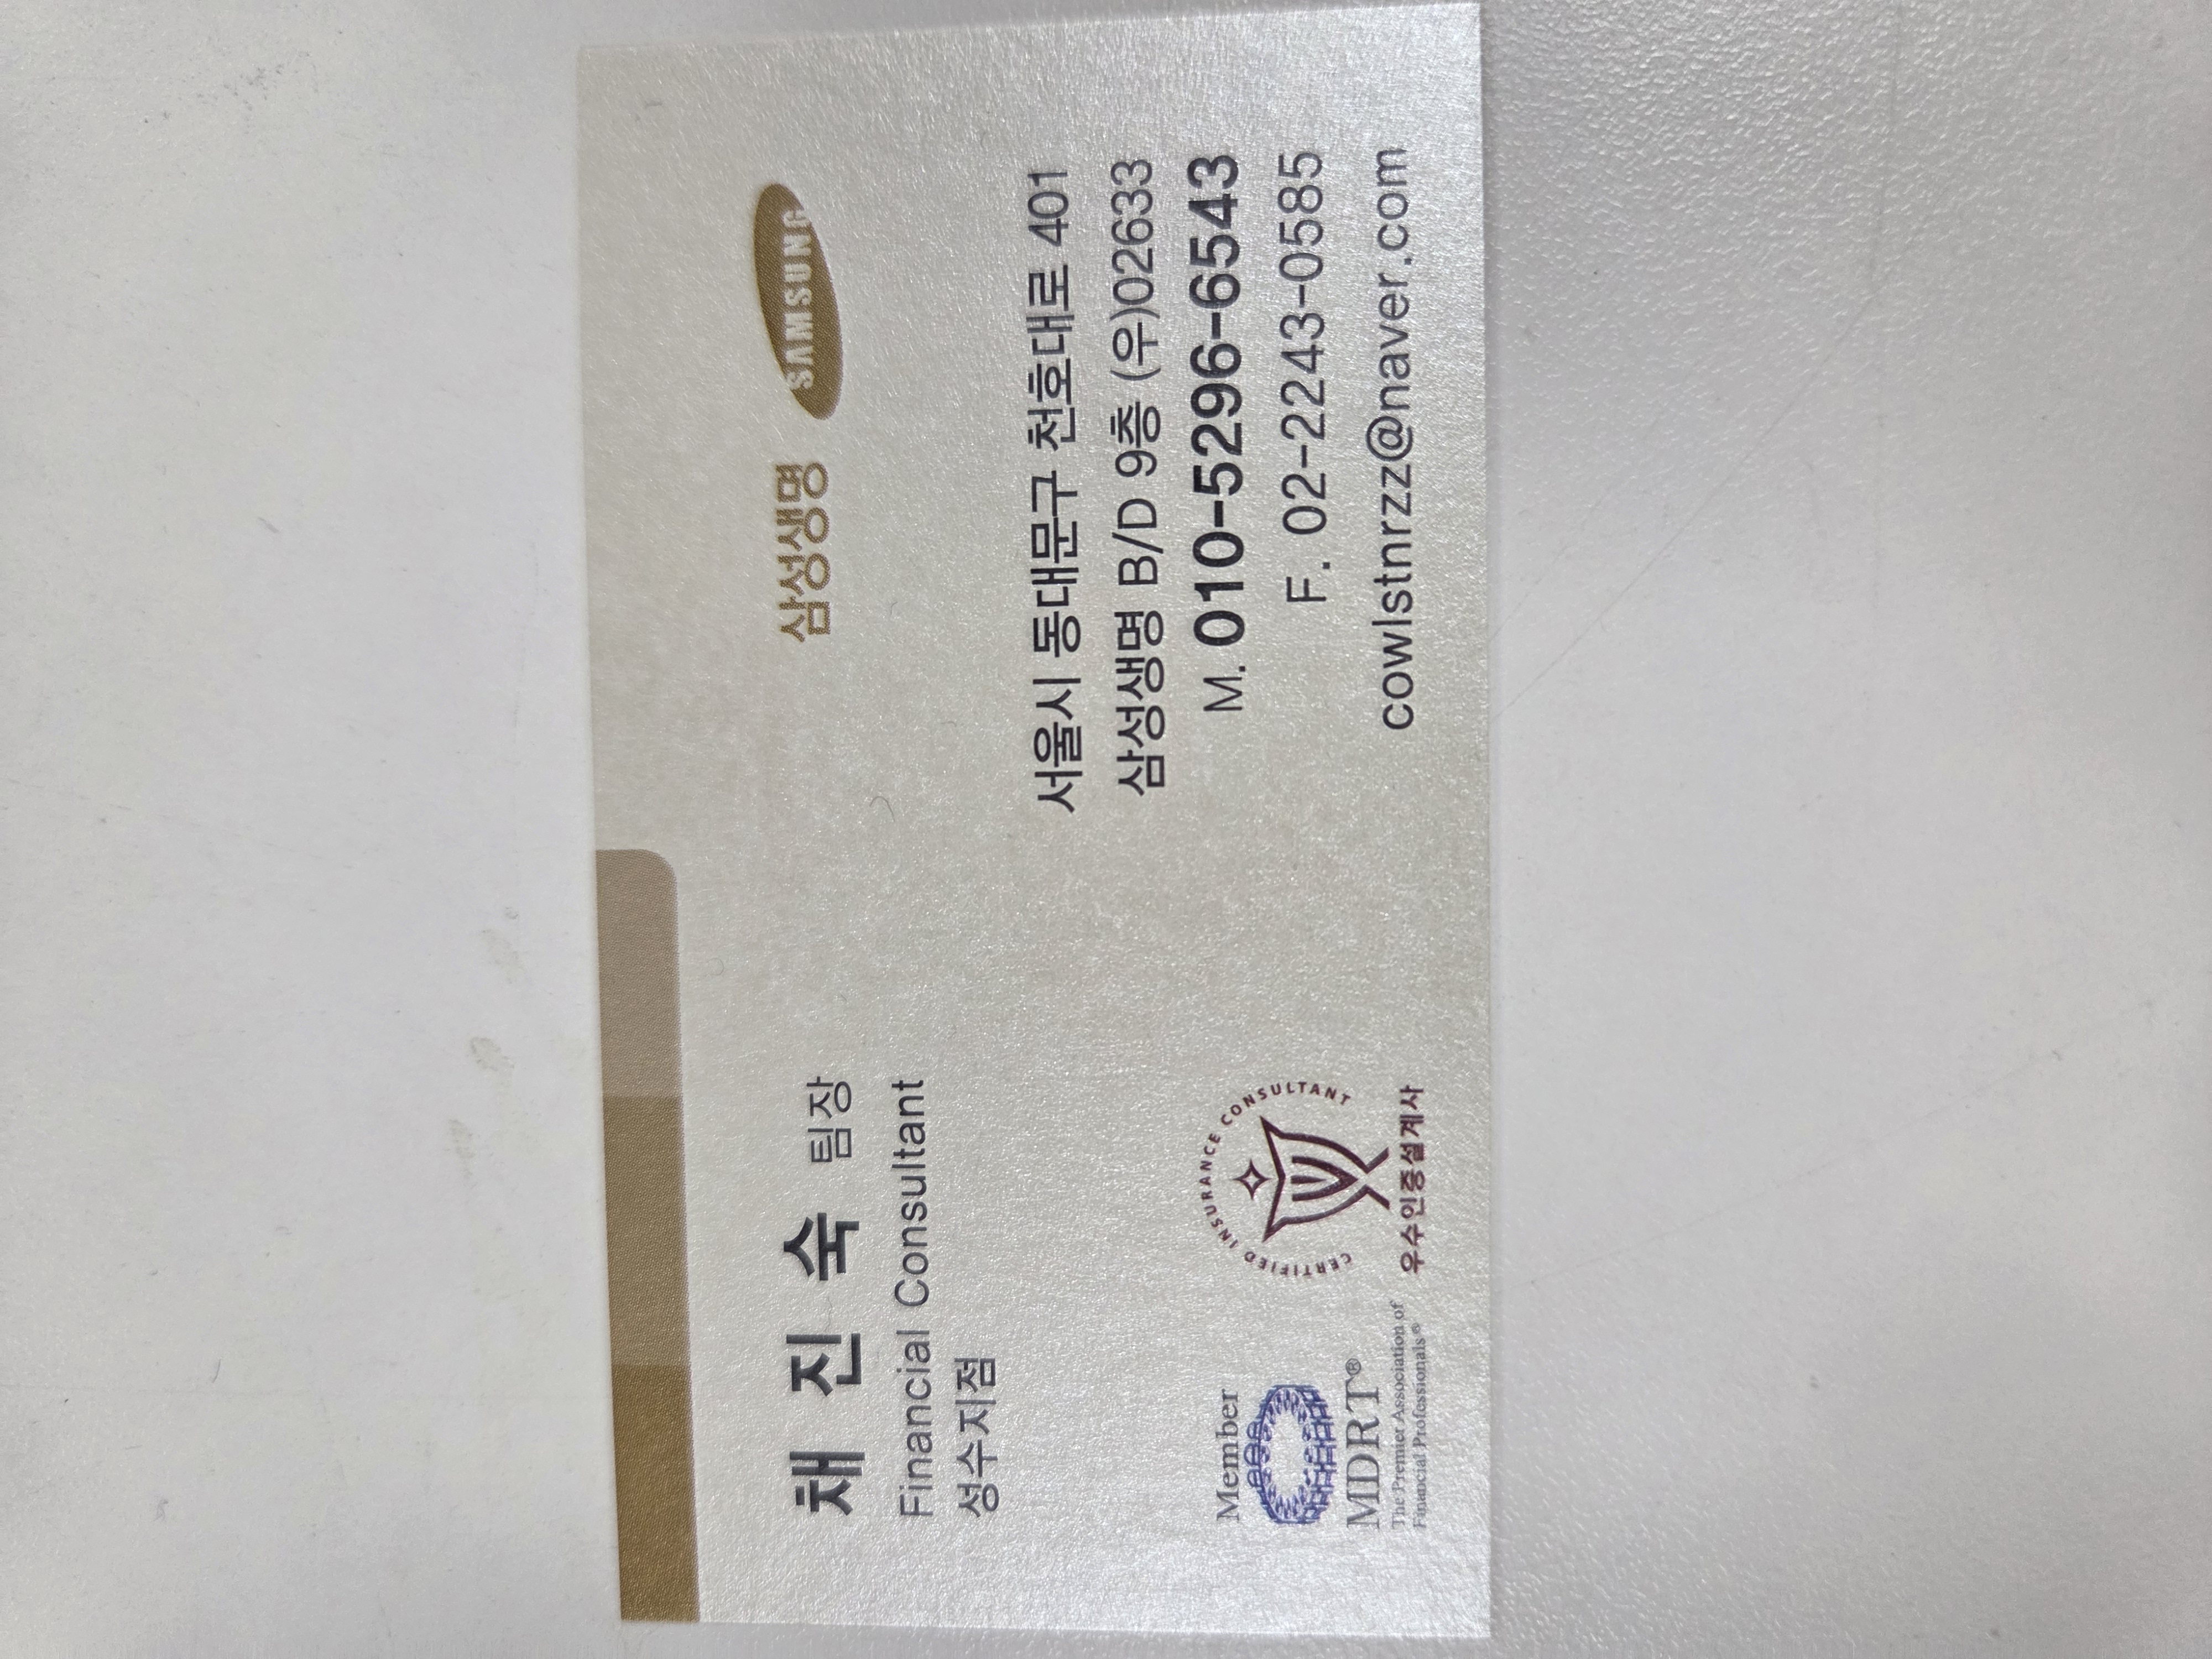 삼성생명 SAMSUNG
채 진 숙 팀장
Financial Consultant
성수지점
서울시 동대문구 천호대로 401
삼성생명 B/D 9층 (우)02633
M. 010-5296-6543
F. 02-2243-0585
cowlstnrzz@naver.com
Member
MDRT®
The Premier Association of
Financial Professionals®
CERTIFIED INSURANCE CONSULTANT
우수인증설계사